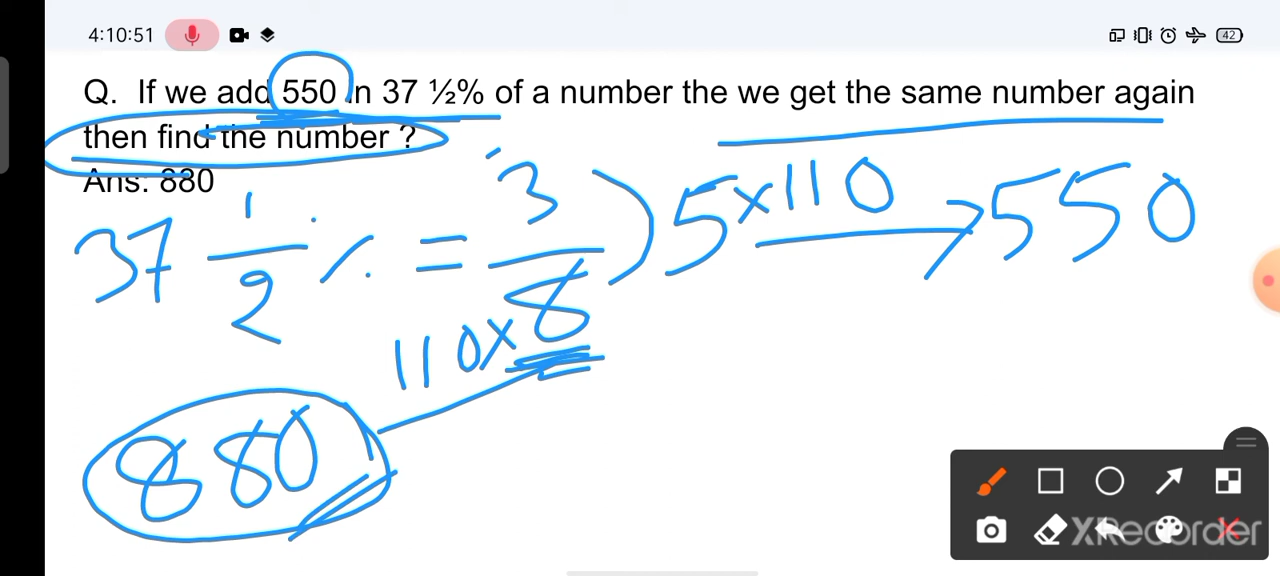 4:10:51 42
Q. If we add 550 in 37 ½% of a number the we get the same number again
then find the number ?
Ans: 880
37 1/2 % = 3/8 ) 5 x 110 → 550
110 x 8
880
XRecorder